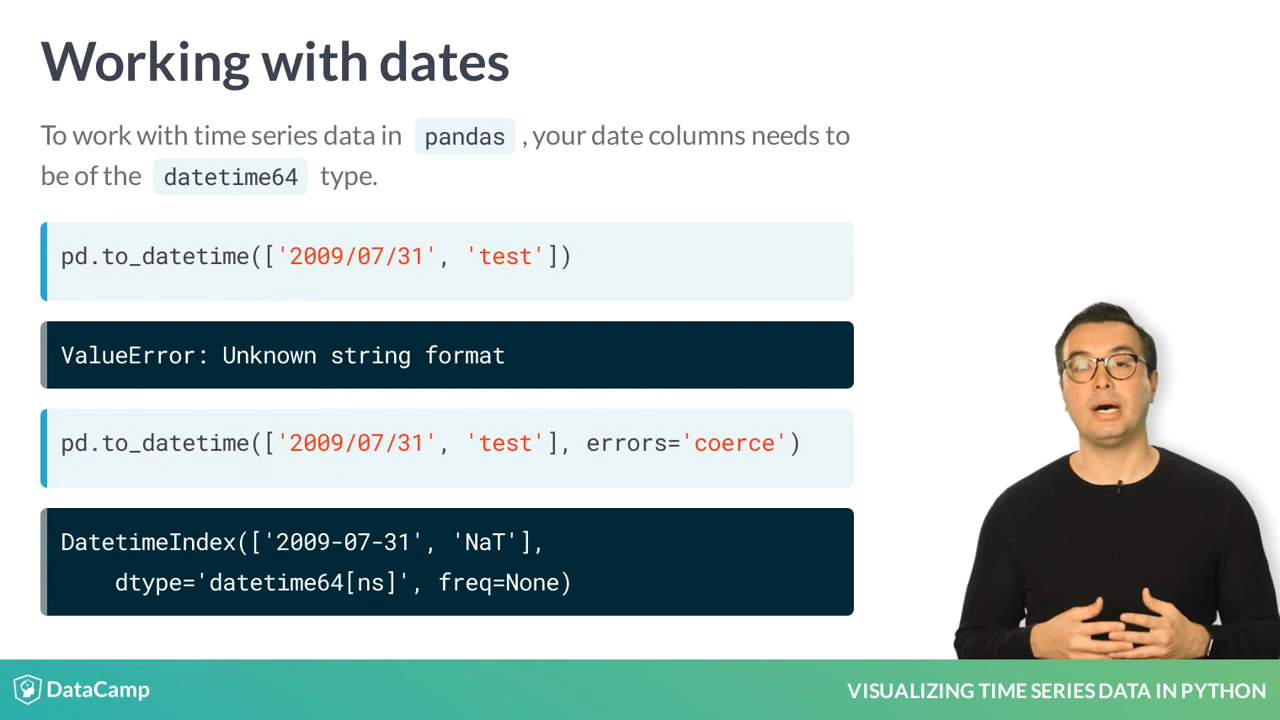 Working with dates
To work with time series data in pandas , your date columns needs to
be of the datetime64 type.
pd.to_datetime(['2009/07/31', 'test'])
ValueError: Unknown string format
pd.to_datetime(['2009/07/31', 'test'], errors='coerce')
DatetimeIndex(['2009-07-31', 'NaT'],
dtype='datetime64[ns]', freq=None)
DataCamp
VISUALIZING TIME SERIES DATA IN PYTHON